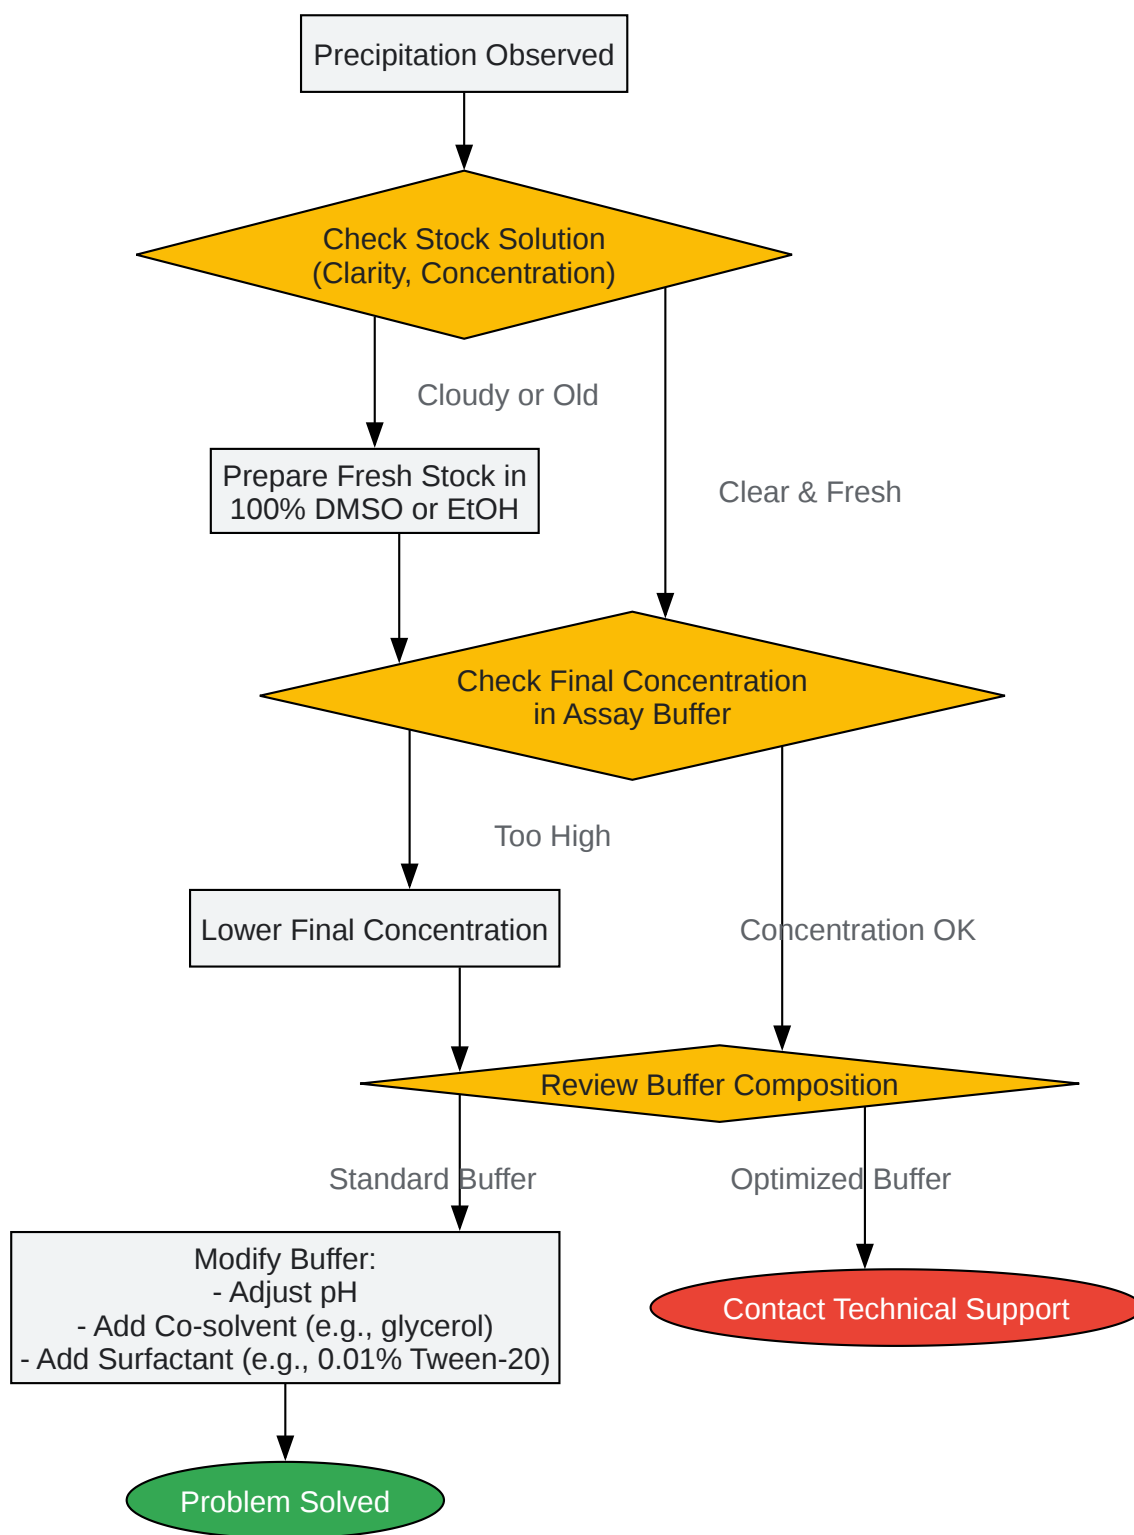 Precipitation Observed
Check Stock Solution
(Clarity, Concentration)
Cloudy or Old
Prepare Fresh Stock in
100% DMSO or EtOH
Clear & Fresh
Check Final Concentration
in Assay Buffer
Too High
Lower Final Concentration
Concentration OK
Review Buffer Composition
Standard Buffer
Optimized Buffer
Modify Buffer:
- Adjust pH
- Add Co-solvent (e.g., glycerol)
- Add Surfactant (e.g., 0.01% Tween-20)
Contact Technical Support
Problem Solved